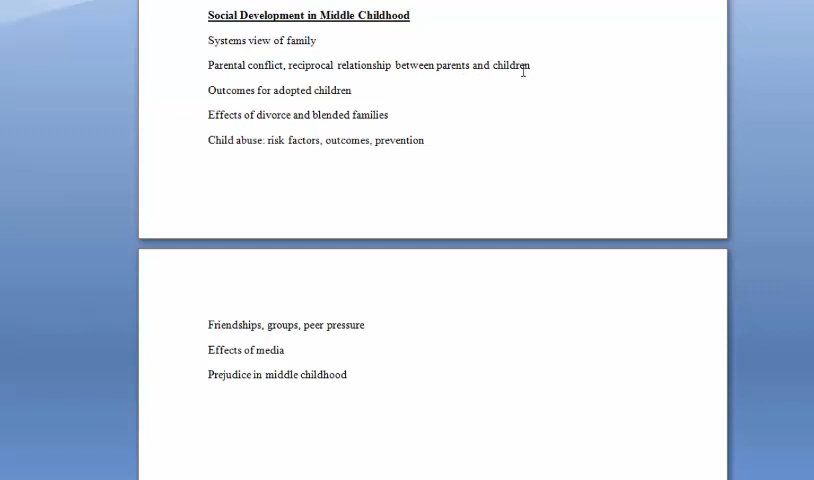 Social Development in Middle Childhood
Systems view of family
Parental conflict, reciprocal relationship between parents and children
Outcomes for adopted children
Effects of divorce and blended families
Child abuse: risk factors, outcomes, prevention
Friendships, groups, peer pressure
Effects of media
Prejudice in middle childhood